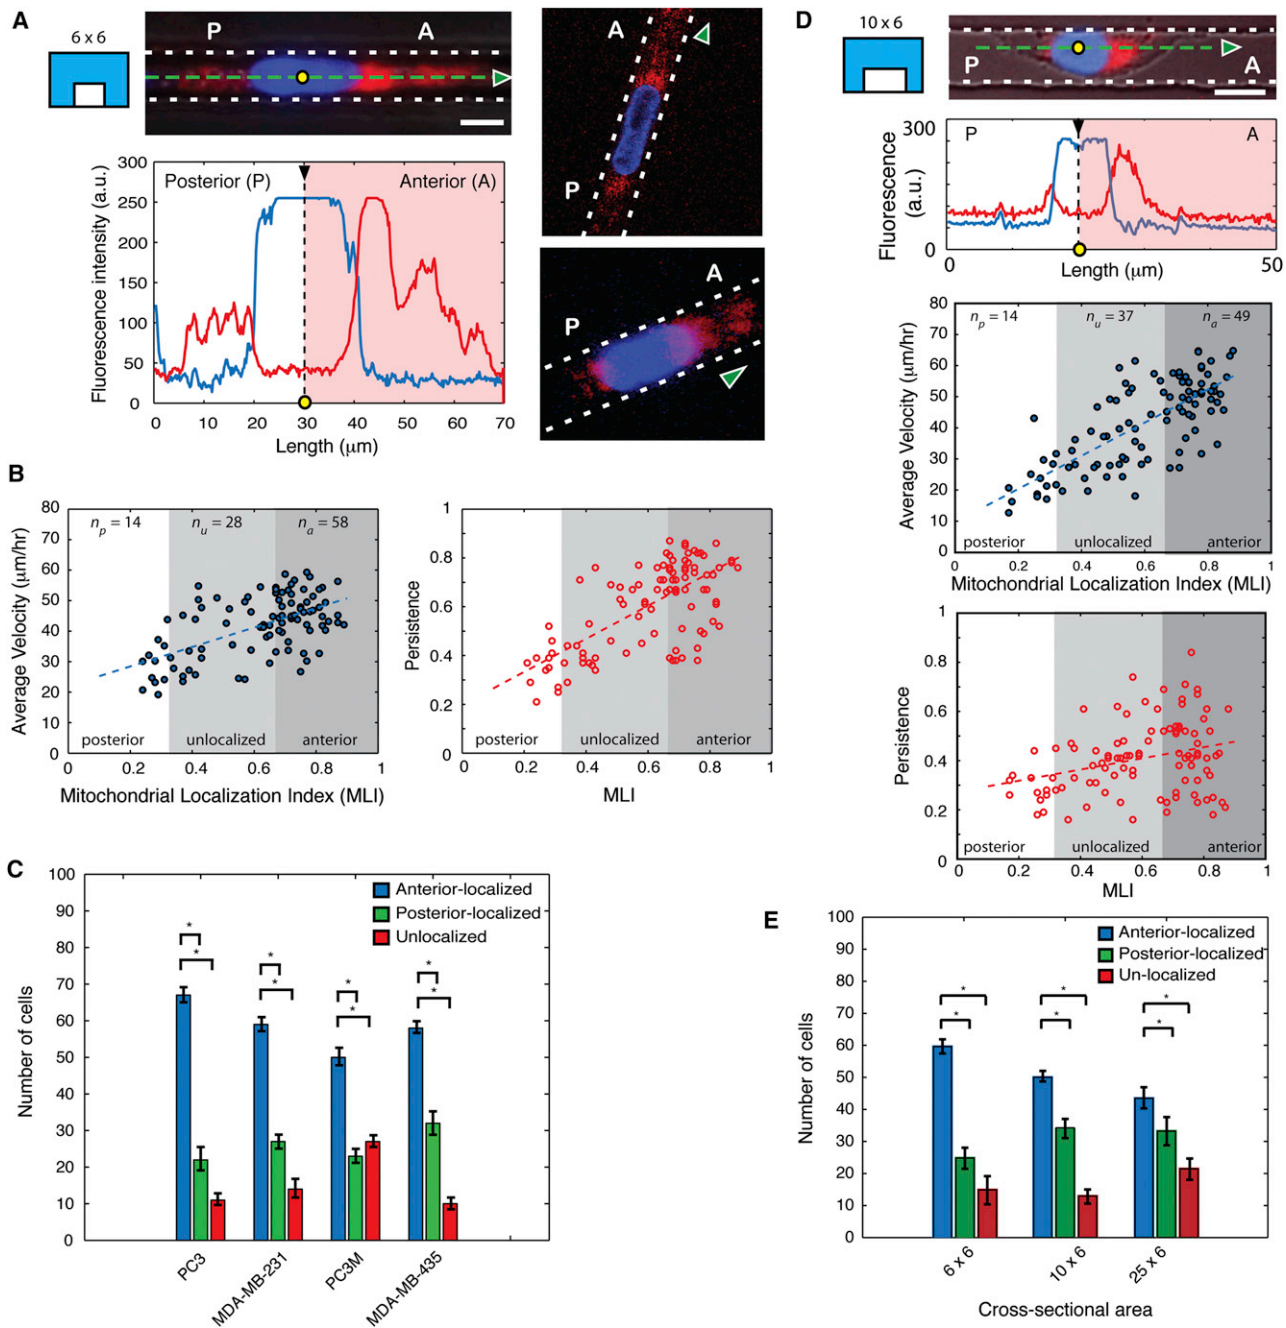 A
6 x 6
P
A
Fluorescence intensity (a.u.)
300
250
200
150
100
50
0
Posterior (P)
Anterior (A)
0 10 20 30 40 50 60 70
Length (μm)
A
P
A
P
B
Average Velocity (μm/hr)
80
70
60
50
40
30
20
10
0
n_p = 14
n_u = 28
n_a = 58
posterior
unlocalized
anterior
0 0.2 0.4 0.6 0.8 1
Mitochondrial Localization Index (MLI)
Persistence
1
0.8
0.6
0.4
0.2
0
posterior
unlocalized
anterior
0 0.2 0.4 0.6 0.8 1
MLI
C
Number of cells
100
90
80
70
60
50
40
30
20
10
0
Anterior-localized
Posterior-localized
Unlocalized
* * * * * * * *
PC3
MDA-MB-231
PC3M
MDA-MB-435
D
10 x 6
P
A
Fluorescence
(a.u.)
300
0
P
A
0
50
Length (μm)
Average Velocity (μm/hr)
80
70
60
50
40
30
20
10
0
n_p = 14
n_u = 37
n_a = 49
posterior
unlocalized
anterior
0 0.2 0.4 0.6 0.8 1
Mitochondrial Localization Index (MLI)
Persistence
1
0.8
0.6
0.4
0.2
0
posterior
unlocalized
anterior
0 0.2 0.4 0.6 0.8 1
MLI
E
Number of cells
100
90
80
70
60
50
40
30
20
10
0
Anterior-localized
Posterior-localized
Un-localized
* * * * * *
6 x 6
10 x 6
25 x 6
Cross-sectional area